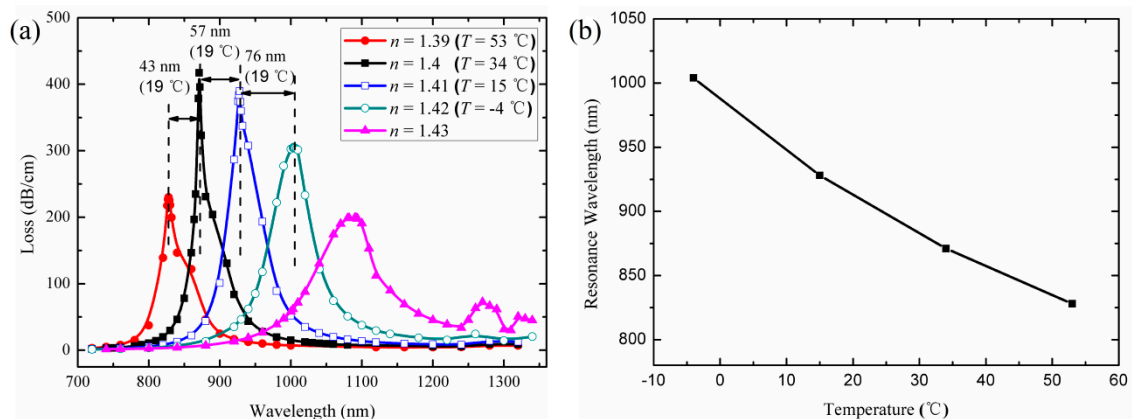 (a)
500
400
300
200
100
0
Loss (dB/cm)
700 800 900 1000 1100 1200 1300
Wavelength (nm)
43 nm
(19 ℃)
57 nm
(19 ℃)
76 nm
(19 ℃)
n = 1.39 (T = 53 ℃)
n = 1.4 (T = 34 ℃)
n = 1.41 (T = 15 ℃)
n = 1.42 (T = -4 ℃)
n = 1.43
(b)
1050
1000
950
900
850
800
Resonance Wavelength (nm)
-10 0 10 20 30 40 50 60
Temperature (℃)